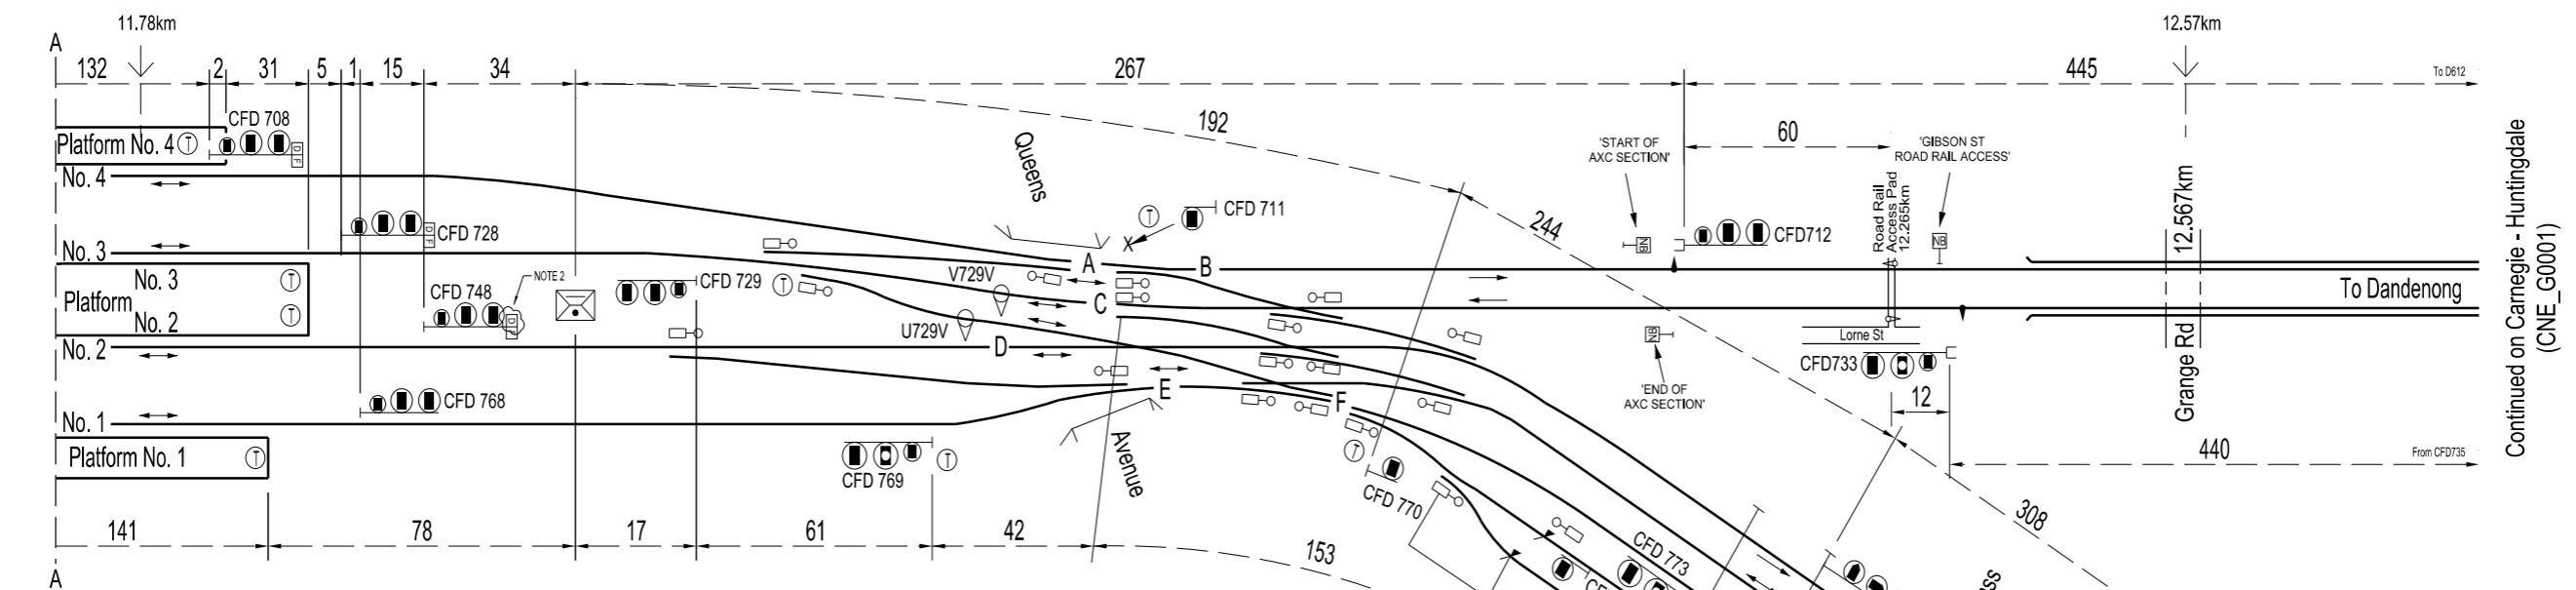 11.78km
12.57km
A
132
2
31
5
1
15
34
267
445
To D612
CFD 708
Platform No. 4
T
D F
No. 4
192
Queens
T
CFD 711
'START OF
AXC SECTION'
60
'GIBSON ST
ROAD RAIL ACCESS'
NB
NB
244
Road Rail
Access Pad
12.265km
12.567km
CFD 728
D F
CFD712
No. 3
No. 3
Platform
No. 2
T
T
CFD 748
NOTE 2
CFD 729
T
V729V
U729V
A
B
C
D
E
F
To Dandenong
Continued on Carnegie - Huntingdale
(CNE_G0001)
NB
'END OF
AXC SECTION'
Lorne St
CFD733
12
Grange Rd
No. 2
CFD 768
No. 1
Platform No. 1
T
CFD 769
T
Avenue
T
CFD 770
440
From CFD735
308
141
78
17
61
42
153
CFD 773
A